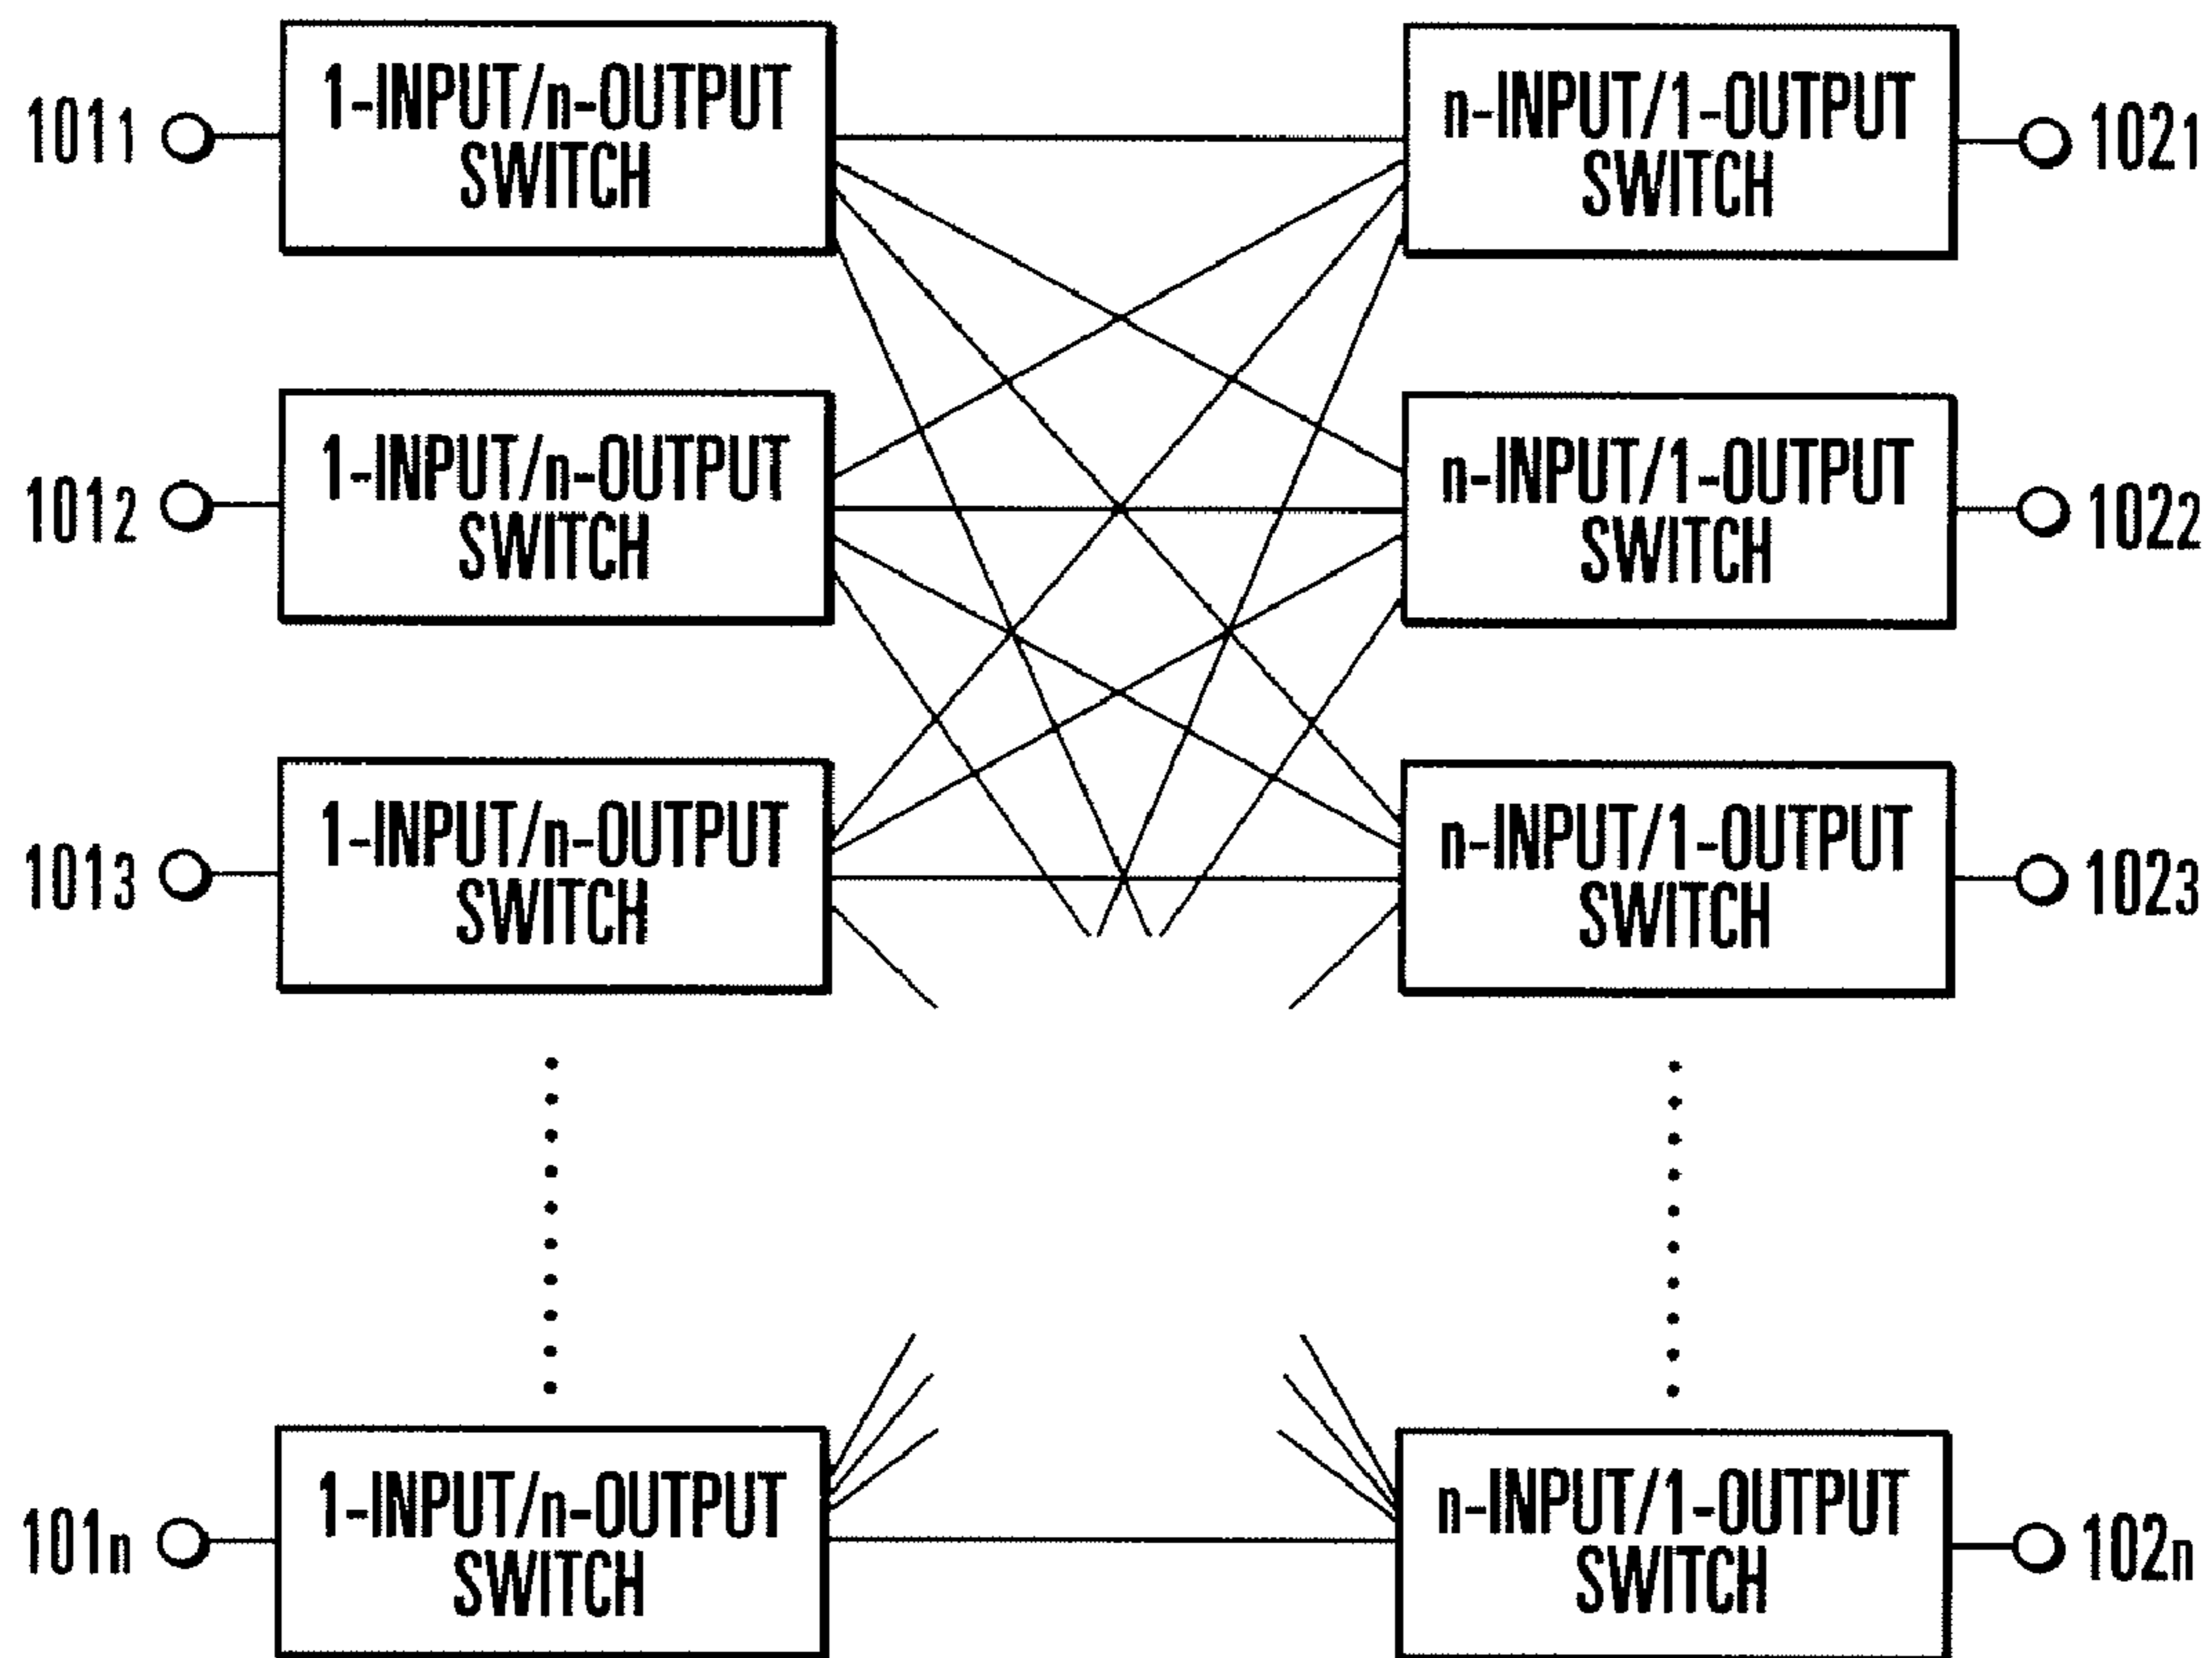 101₁ 1-INPUT/n-OUTPUT n-INPUT/1-OUTPUT 102₁
SWITCH SWITCH
101₂ 1-INPUT/n-OUTPUT n-INPUT/1-OUTPUT 102₂
SWITCH SWITCH
101₃ 1-INPUT/n-OUTPUT n-INPUT/1-OUTPUT 102₃
SWITCH SWITCH
101ₙ 1-INPUT/n-OUTPUT n-INPUT/1-OUTPUT 102ₙ
SWITCH SWITCH